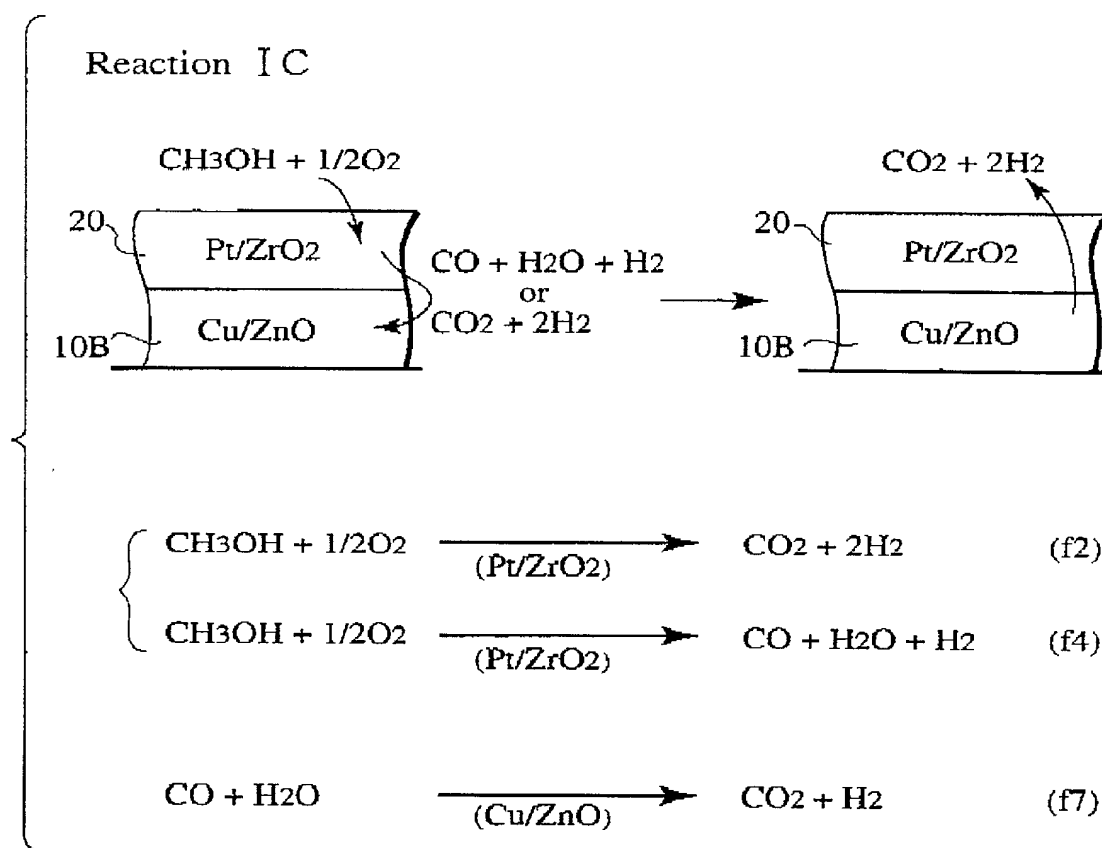 Reaction I C
CH3OH + 1/2O2
CO2 + 2H2
20
Pt/ZrO2
CO + H2O + H2
or
CO2 + 2H2
10B
Cu/ZnO
20
Pt/ZrO2
10B
Cu/ZnO
CH3OH + 1/2O2 (Pt/ZrO2) CO2 + 2H2 (f2)
CH3OH + 1/2O2 (Pt/ZrO2) CO + H2O + H2 (f4)
CO + H2O (Cu/ZnO) CO2 + H2 (f7)